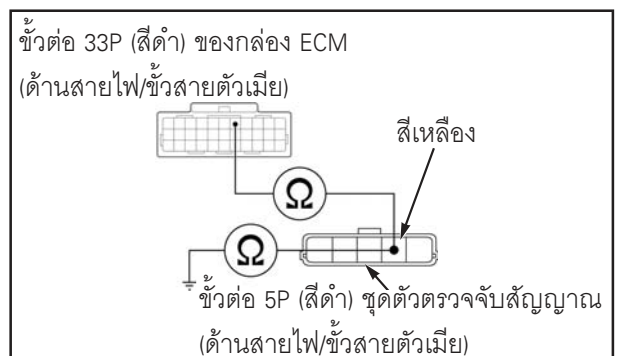 ขั้วต่อ 33P (สีดำ) ของกล่อง ECM
(ด้านสายไฟ/ขั้วสายตัวเมีย)
สีเหลือง
Ω
Ω
ขั้วต่อ 5P (สีดำ) ชุดตัวตรวจจับสัญญาณ
(ด้านสายไฟ/ขั้วสายตัวเมีย)